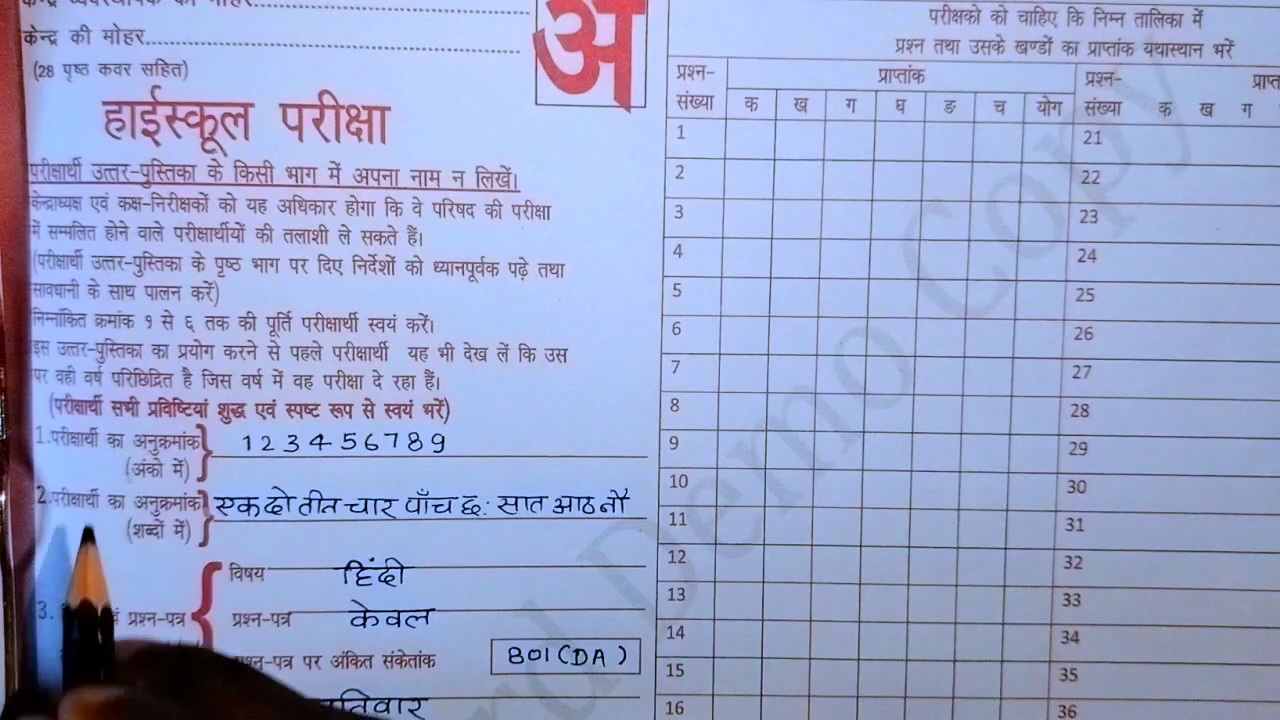 केन्द्र की मोहर
(28 पृष्ठ कवर सहित)
अ
हाईस्कूल परीक्षा
परीक्षार्थी उत्तर-पुस्तिका के किसी भाग में अपना नाम न लिखें।
केन्द्राध्यक्ष एवं कक्ष-निरीक्षकों को यह अधिकार होगा कि वे परिषद की परीक्षा
में सम्मलित होने वाले परीक्षार्थीयों की तलाशी ले सकते हैं।
(परीक्षार्थी उत्तर-पुस्तिका के पृष्ठ भाग पर दिए निर्देशों को ध्यानपूर्वक पढ़े तथा
सावधानी के साथ पालन करें)
निम्नांकित क्रमांक १ से ६ तक की पूर्ति परीक्षार्थी स्वयं करें।
इस उत्तर-पुस्तिका का प्रयोग करने से पहले परीक्षार्थी यह भी देख लें कि उस
पर वही वर्ष परिछिद्रित है जिस वर्ष में वह परीक्षा दे रहा हैं।
(परीक्षार्थी सभी प्रविष्टियां शुद्ध एवं स्पष्ट रूप से स्वयं भरें)
1.परीक्षार्थी का अनुक्रमांक 123456789
(अंको में)
2.परीक्षार्थी का अनुक्रमांक एक दो तीन चार पाँच छ: सात आठ नौ
(शब्दों में)
विषय हिंदी
3. प्रश्न-पत्र प्रश्न-पत्र केवल
प्रश्न-पत्र पर अंकित संकेतांक 801(DA)
परीक्षको को चाहिए कि निम्न तालिका में
प्रश्न तथा उसके खण्डों का प्राप्तांक यथास्थान भरें
प्रश्न-संख्या प्राप्तांक प्रश्न-संख्या
क ख ग घ ङ च योग क ख ग
1 21
2 22
3 23
4 24
5 25
6 26
7 27
8 28
9 29
10 30
11 31
12 32
13 33
14 34
15 35
16 36
Demo Copy